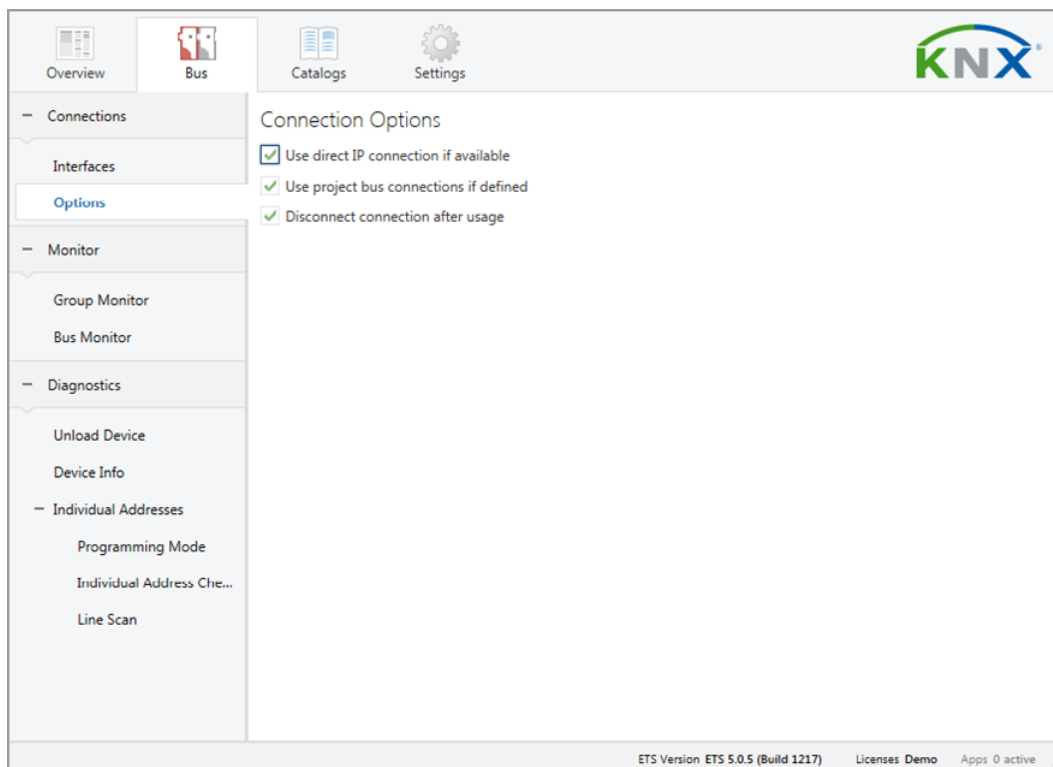 Overview
Bus
Catalogs
Settings
KNX®
Connections
Interfaces
Options
Monitor
Group Monitor
Bus Monitor
Diagnostics
Unload Device
Device Info
Individual Addresses
Programming Mode
Individual Address Che...
Line Scan
Connection Options
Use direct IP connection if available
Use project bus connections if defined
Disconnect connection after usage
ETS Version ETS 5.0.5 (Build 1217) Licenses Demo Apps 0 active